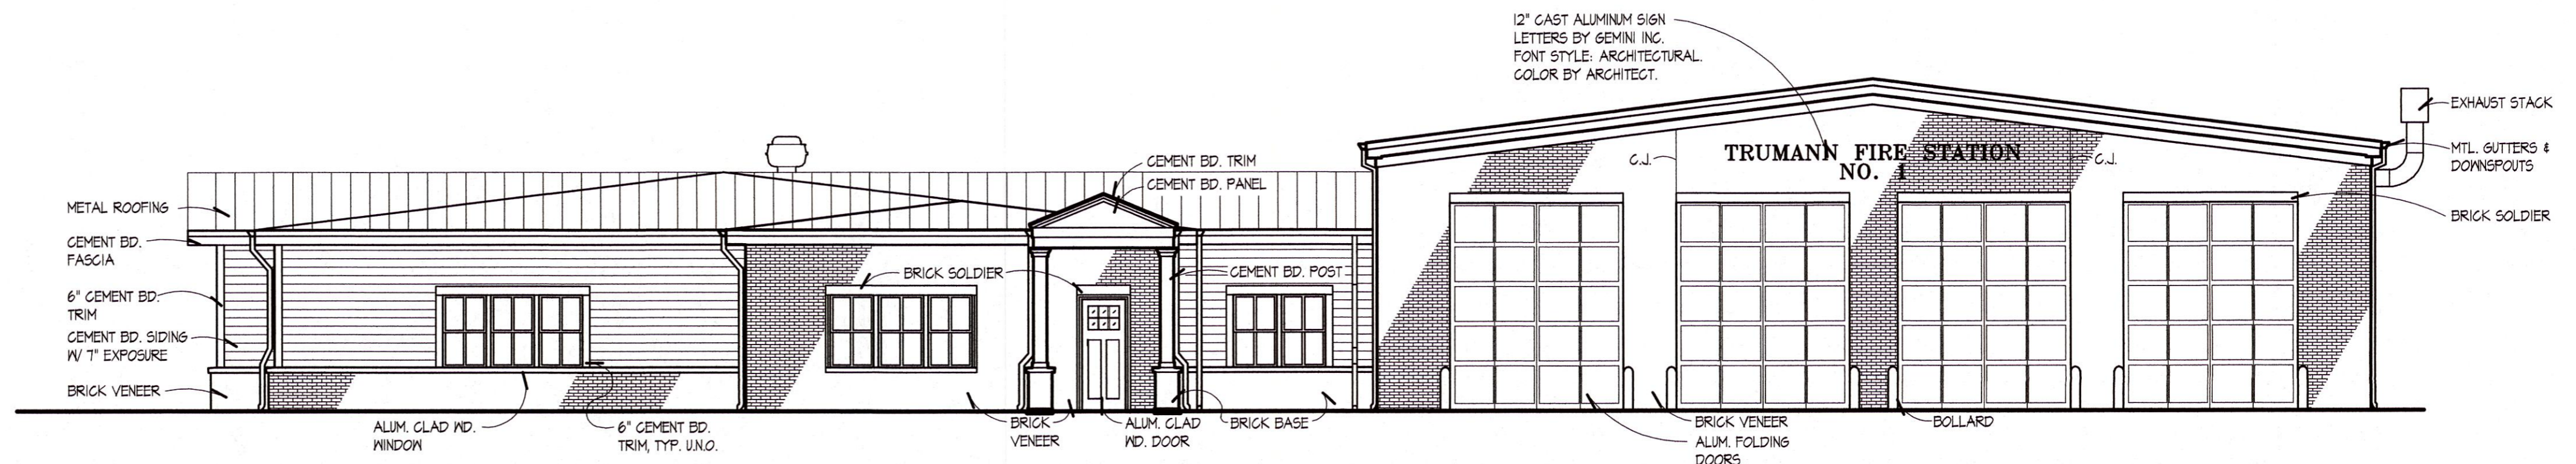 12" CAST ALUMINUM SIGN
LETTERS BY GEMINI INC.
FONT STYLE: ARCHITECTURAL.
COLOR BY ARCHITECT.
EXHAUST STACK
MTL. GUTTERS &
DOWNSPOUTS
BRICK SOLDIER
C.J.
TRUMANN FIRE STATION
NO. 1
C.J.
CEMENT BD. TRIM
CEMENT BD. PANEL
METAL ROOFING
CEMENT BD.
FASCIA
6" CEMENT BD.
TRIM
CEMENT BD. SIDING
W/ 7" EXPOSURE
BRICK VENEER
BRICK SOLDIER
CEMENT BD. POST
ALUM. CLAD WD.
WINDOW
6" CEMENT BD.
TRIM, TYP. U.N.O.
BRICK
VENEER
ALUM. CLAD
WD. DOOR
BRICK BASE
BRICK VENEER
ALUM. FOLDING
DOORS
BOLLARD